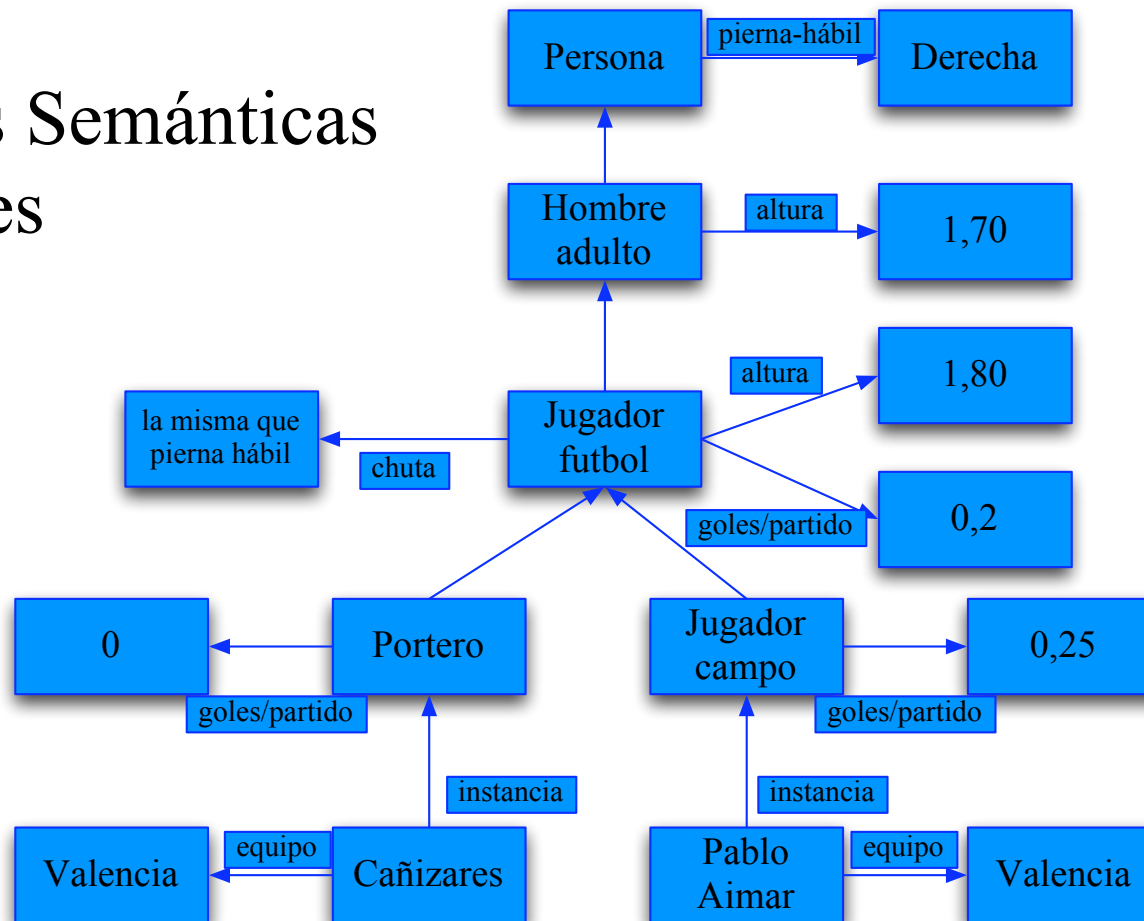 s Semánticas
es
Persona
pierna-hábil
Derecha
Hombre
adulto
altura
1,70
altura
1,80
la misma que
pierna hábil
chuta
Jugador
futbol
goles/partido
0,2
0
Portero
goles/partido
Jugador
campo
0,25
goles/partido
instancia
instancia
Valencia
equipo
Cañizares
Pablo
Aimar
equipo
Valencia